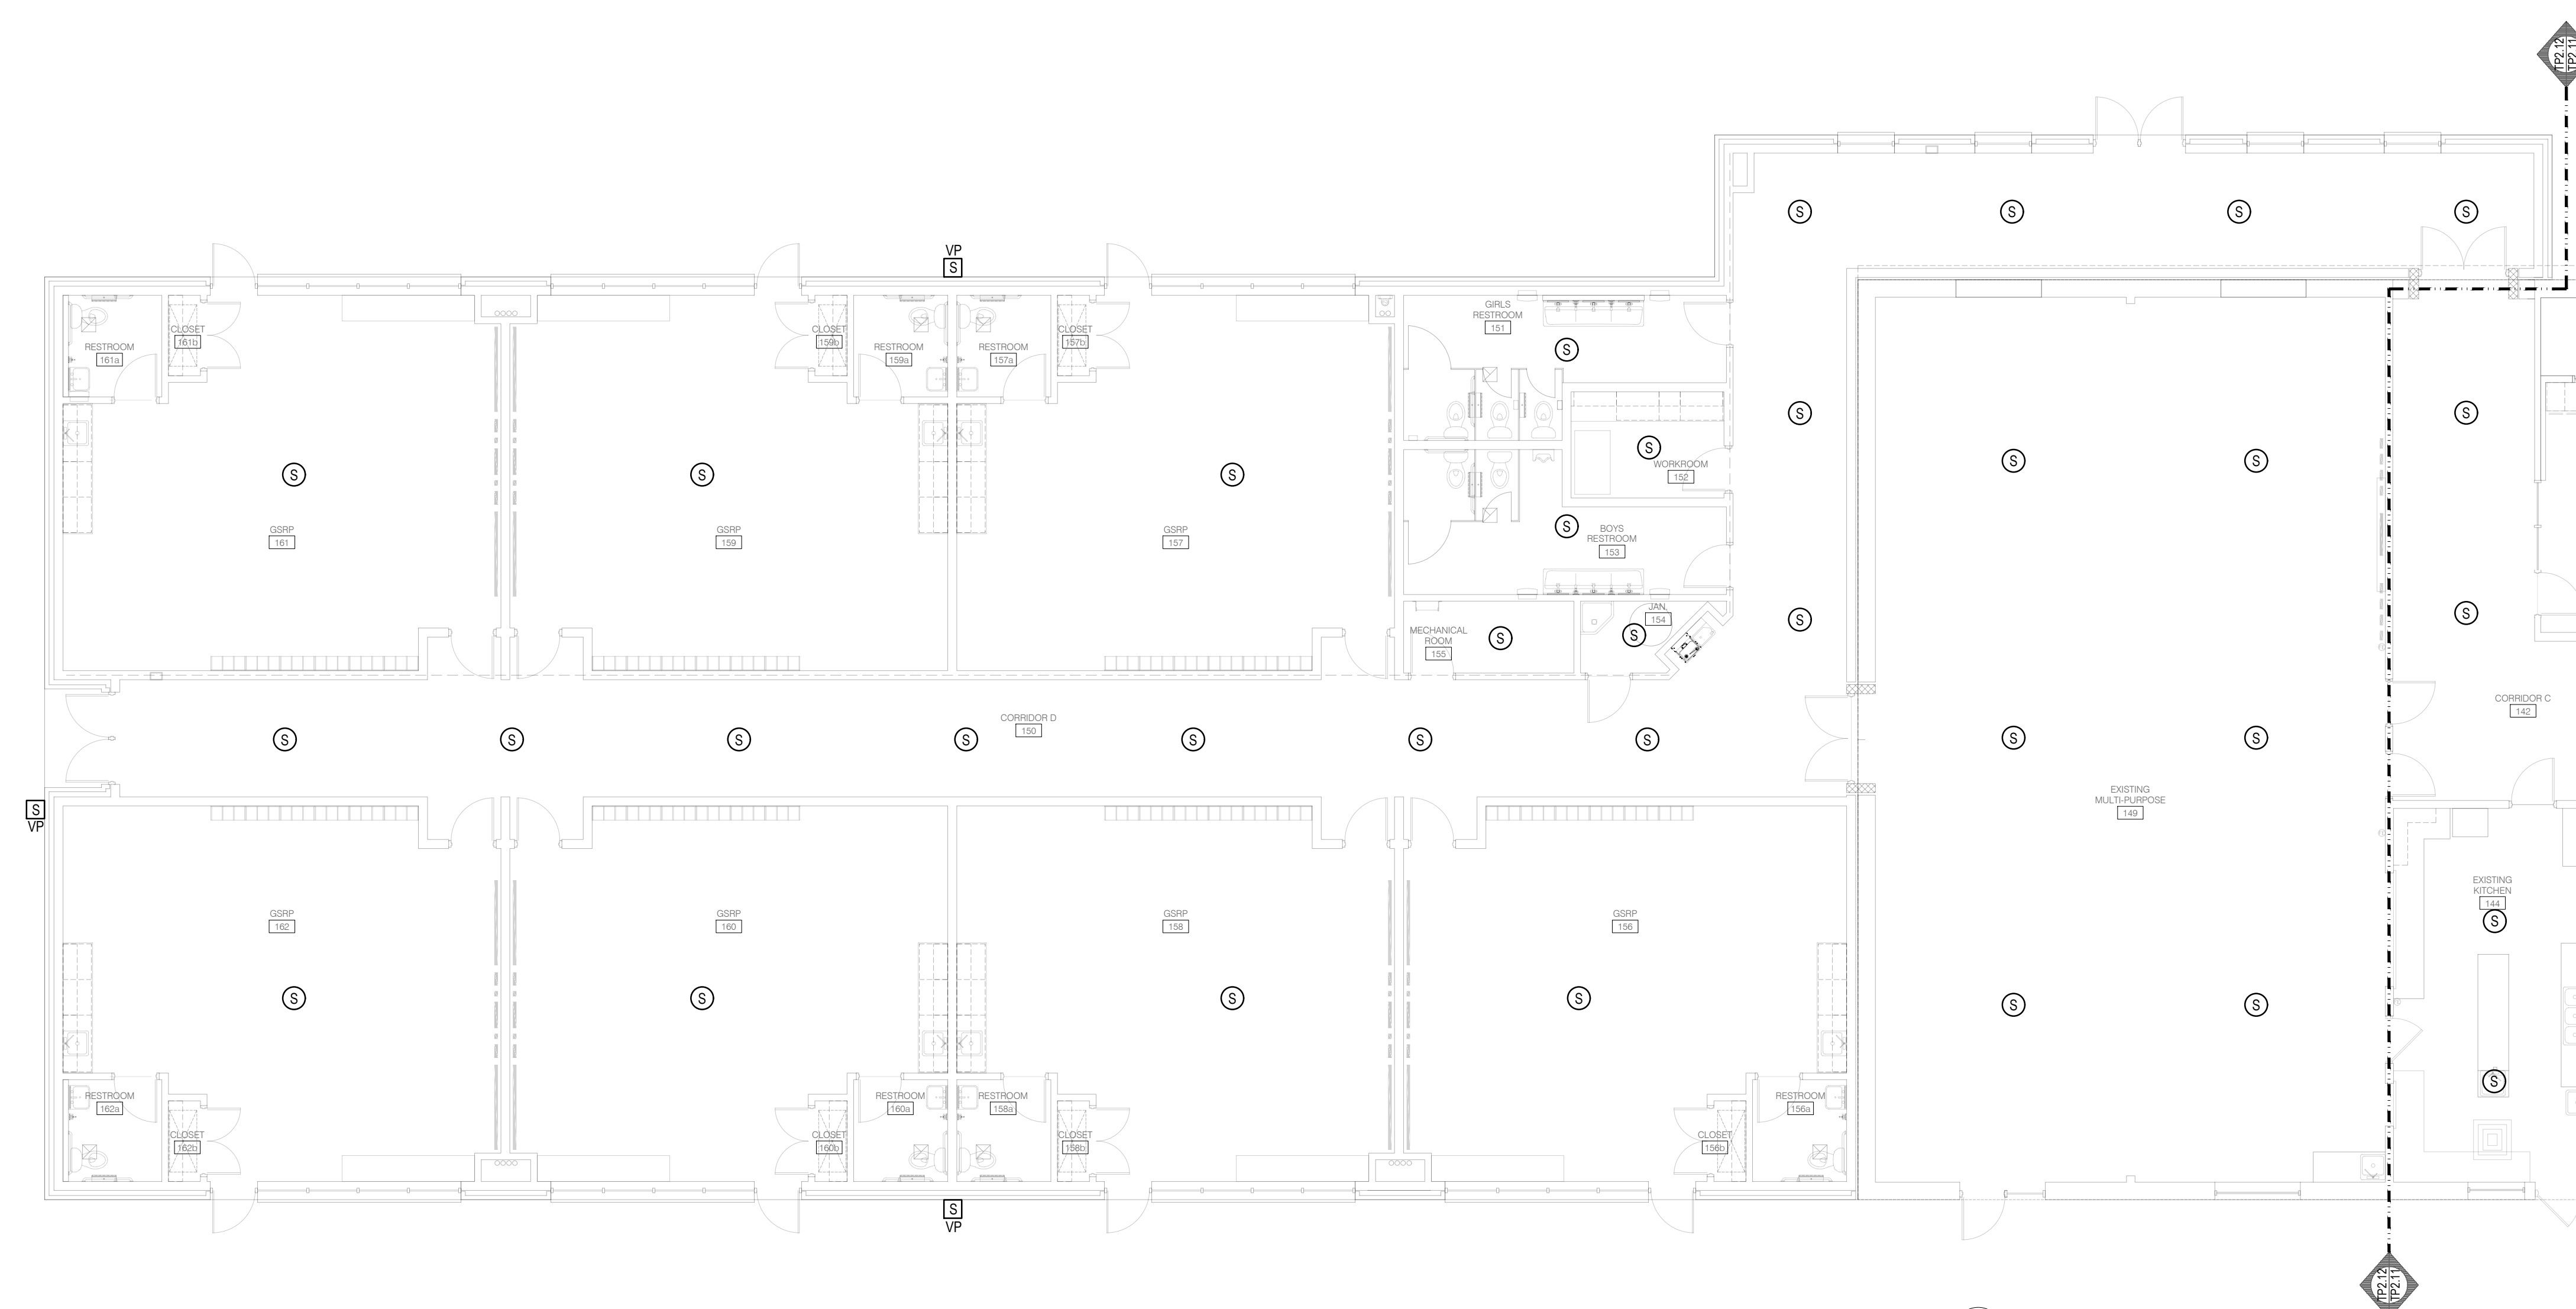 TP2.12
TP2.11
S
S
S
S
VP
S
GIRLS
RESTROOM
151
CLOSET
161b
RESTROOM
161a
CLOSET
159b
RESTROOM
159a
RESTROOM
157a
CLOSET
157b
S
S
S
S
S
S
S
S
WORKROOM
152
S
S
GSRP
161
GSRP
159
GSRP
157
S
BOYS
RESTROOM
153
JAN.
154
S
S
S
MECHANICAL
ROOM
155
S
CORRIDOR C
142
CORRIDOR D
150
S
S
S
S
S
S
S
S
S
S
VP
EXISTING
MULTI-PURPOSE
149
EXISTING
KITCHEN
144
S
GSRP
162
GSRP
160
GSRP
158
GSRP
156
S
S
S
S
S
S
S
RESTROOM
162a
RESTROOM
160a
RESTROOM
158a
RESTROOM
156a
CLOSET
162b
CLOSET
160b
CLOSET
158b
CLOSET
156b
S
VP
TP2.12
TP2.11